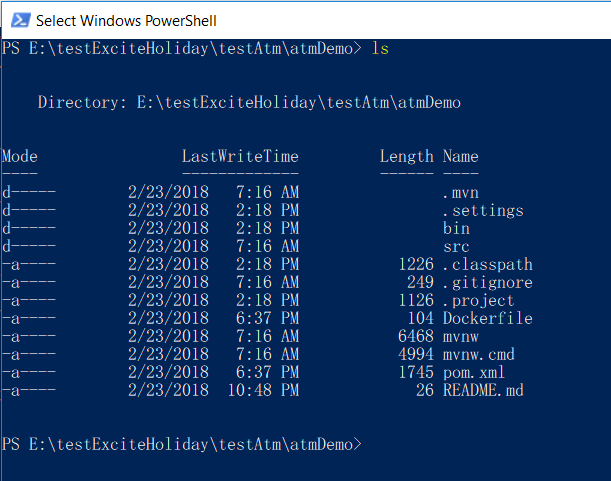 Select Windows PowerShell
PS E:\testExciteHoliday\testAtm\atmDemo> ls
Directory: E:\testExciteHoliday\testAtm\atmDemo
Mode LastWriteTime Length Name
---- ------------- ------ ----
d----- 2/23/2018 7:16 AM .mvn
d----- 2/23/2018 2:18 PM .settings
d----- 2/23/2018 2:18 PM bin
d----- 2/23/2018 7:16 AM src
-a---- 2/23/2018 2:18 PM 1226 .classpath
-a---- 2/23/2018 7:16 AM 249 .gitignore
-a---- 2/23/2018 2:18 PM 1126 .project
-a---- 2/23/2018 6:37 PM 104 Dockerfile
-a---- 2/23/2018 7:16 AM 6468 mvnw
-a---- 2/23/2018 7:16 AM 4994 mvnw.cmd
-a---- 2/23/2018 6:37 PM 1745 pom.xml
-a---- 2/23/2018 10:48 PM 26 README.md
PS E:\testExciteHoliday\testAtm\atmDemo>